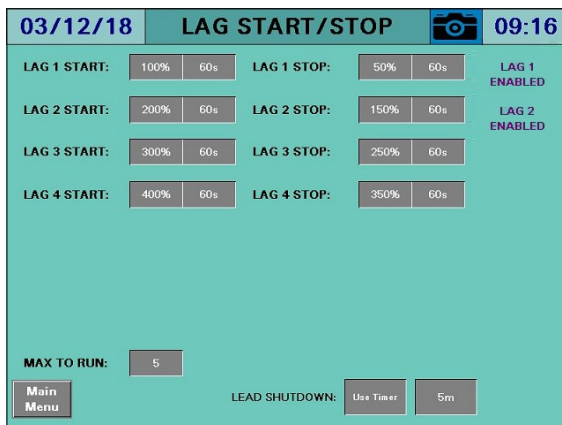 03/12/18 LAG START/STOP 09:16
LAG 1 START: 100% 60s LAG 1 STOP: 50% 60s LAG 1
ENABLED
LAG 2 START: 200% 60s LAG 2 STOP: 150% 60s LAG 2
ENABLED
LAG 3 START: 300% 60s LAG 3 STOP: 250% 60s
LAG 4 START: 400% 60s LAG 4 STOP: 350% 60s
MAX TO RUN: 5
Main
Menu
LEAD SHUTDOWN: Use Timer 5m